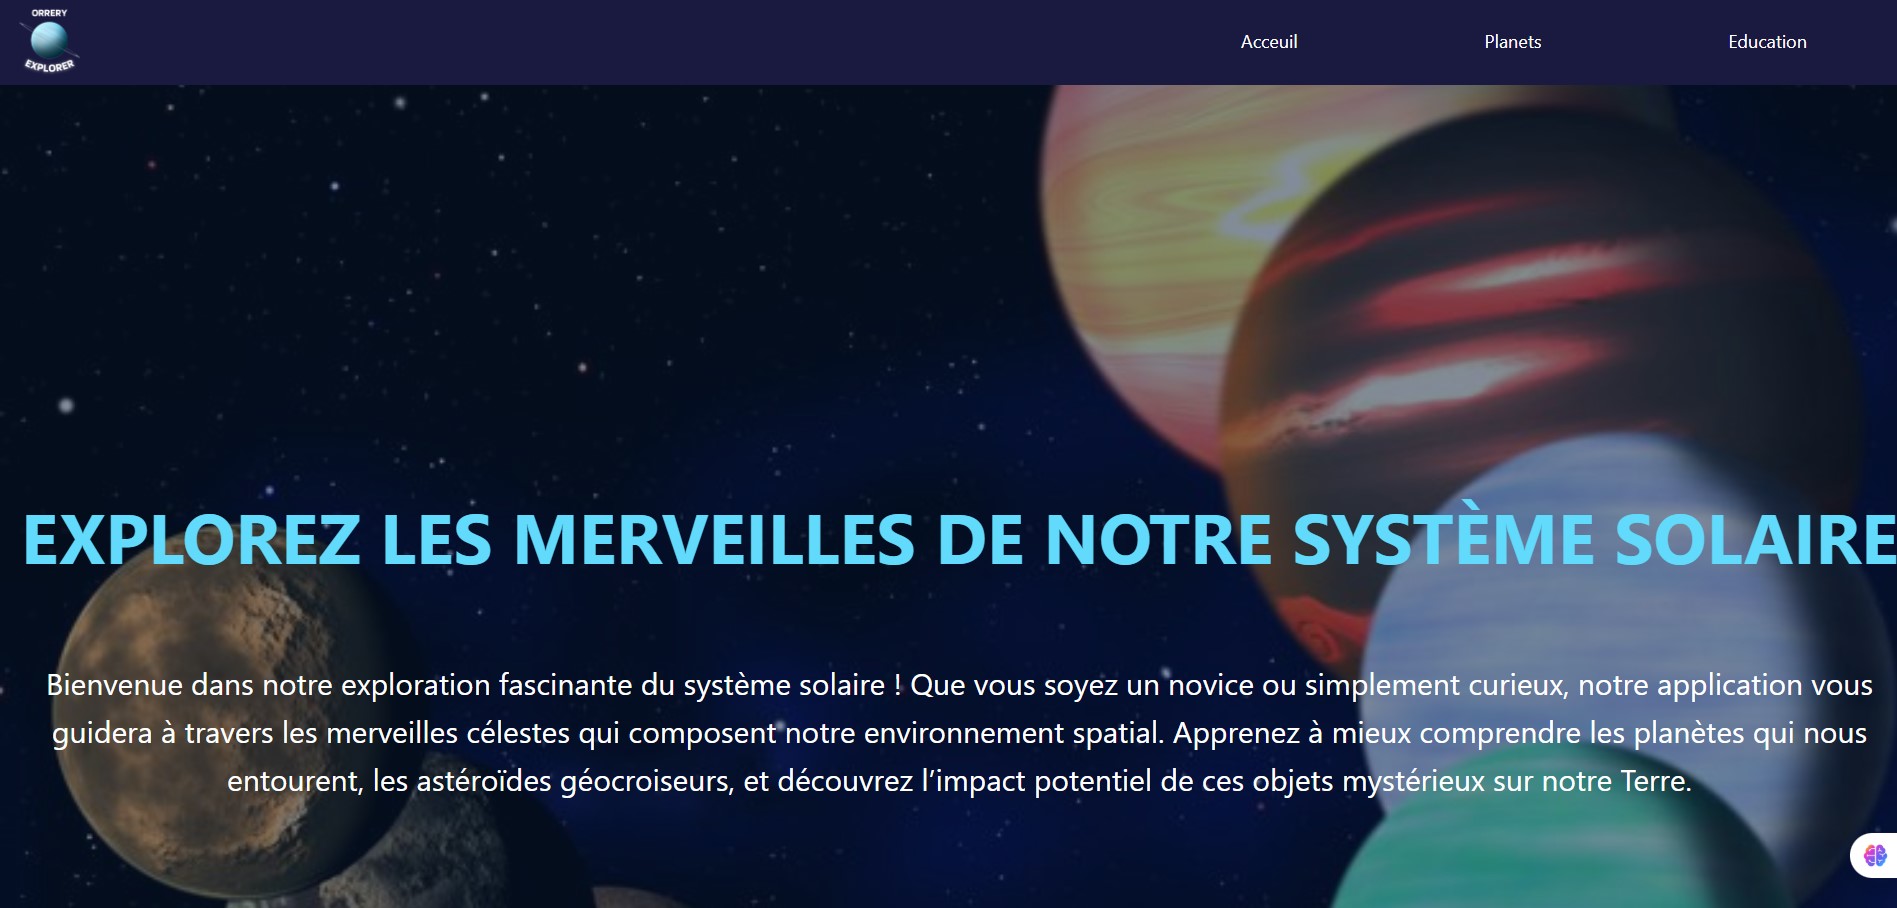 ORRERY
EXPLORER
Acceuil
Planets
Education
EXPLOREZ LES MERVEILLES DE NOTRE SYSTÈME SOLAIRE
Bienvenue dans notre exploration fascinante du système solaire ! Que vous soyez un novice ou simplement curieux, notre application vous
guidera à travers les merveilles célestes qui composent notre environnement spatial. Apprenez à mieux comprendre les planètes qui nous
entourent, les astéroïdes géocroiseurs, et découvrez l’impact potentiel de ces objets mystérieux sur notre Terre.